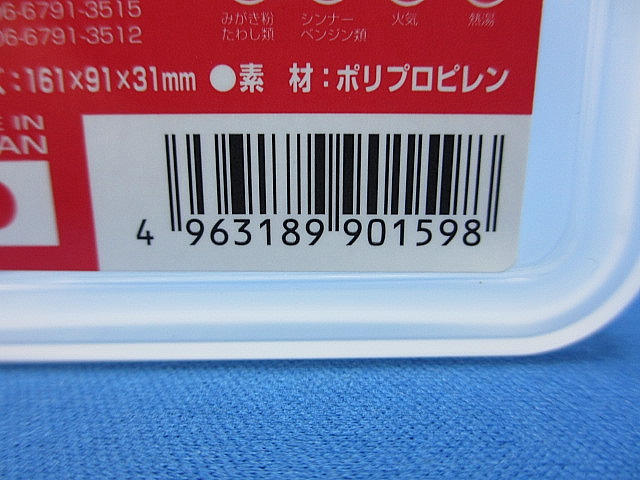 6-6791-3515
06-6791-3512
みがき粉
たわし類
シンナー
ベンジン類
火気
熱湯
:161×91×31mm ●素 材:ポリプロピレン
E IN
PAN
4 963189 901598